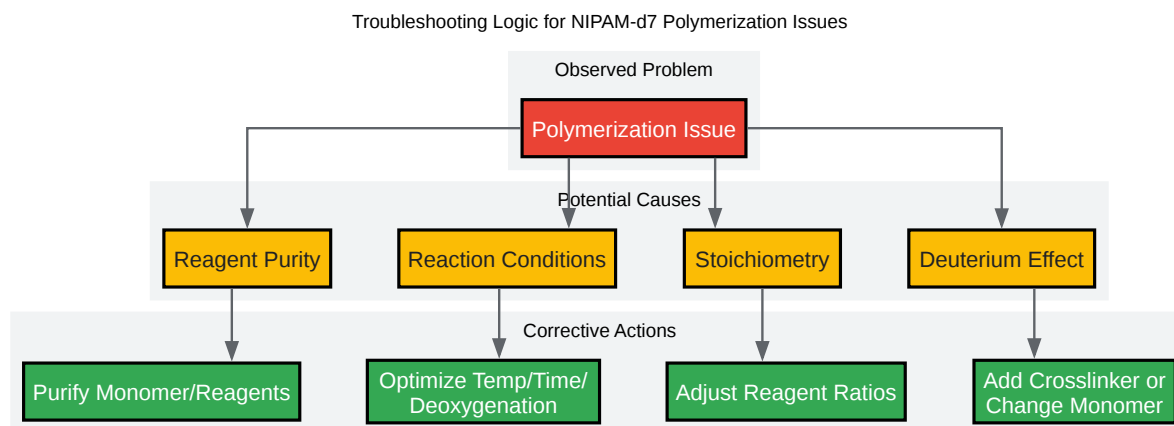 Troubleshooting Logic for NIPAM-d7 Polymerization Issues
Observed Problem
Polymerization Issue
Potential Causes
Reagent Purity
Reaction Conditions
Stoichiometry
Deuterium Effect
Corrective Actions
Purify Monomer/Reagents
Optimize Temp/Time/
Deoxygenation
Adjust Reagent Ratios
Add Crosslinker or
Change Monomer